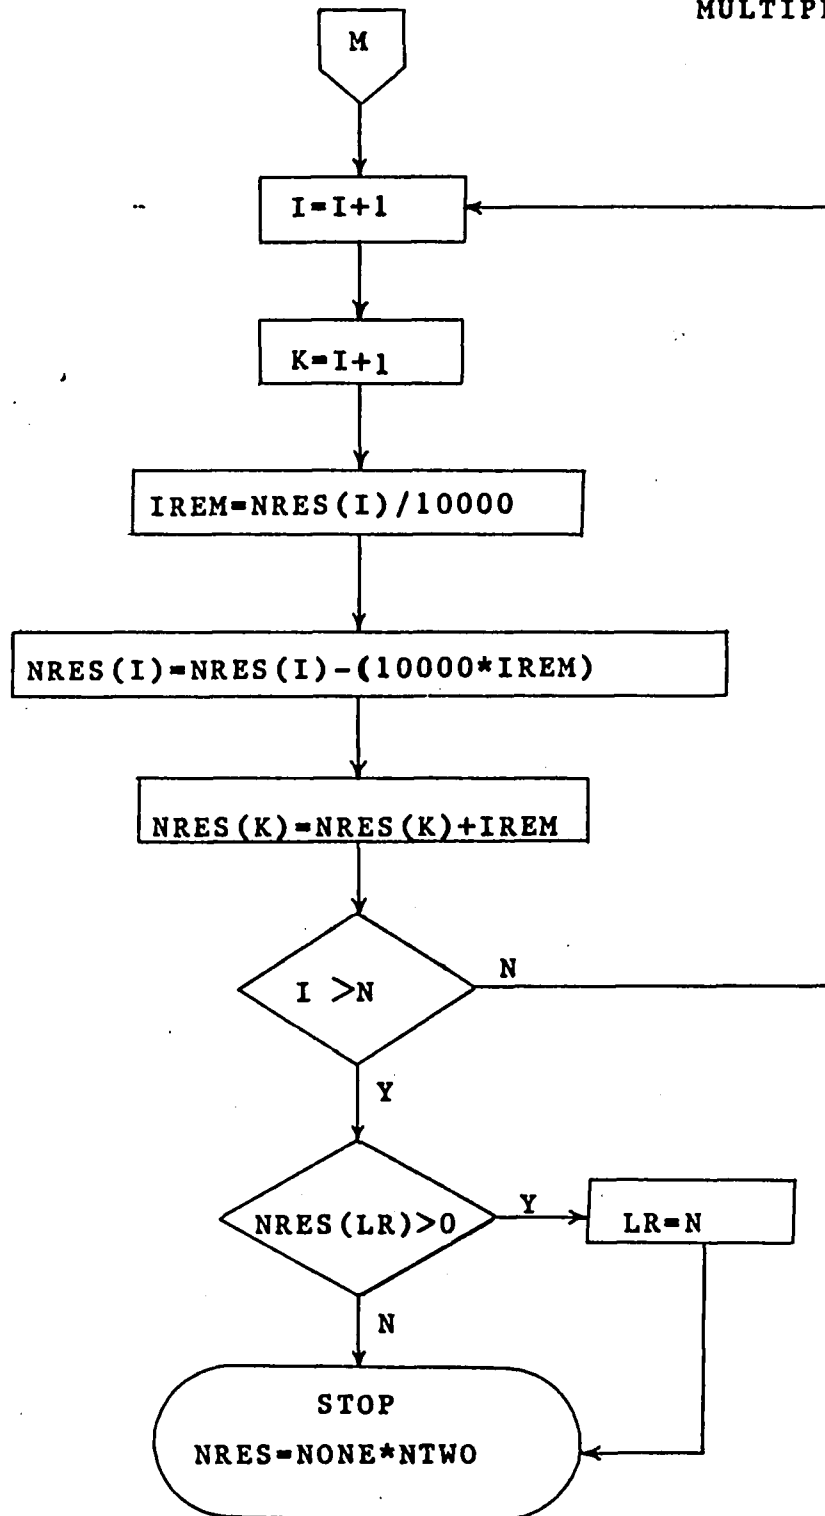 MULTIPL
M
I=I+1
K=I+1
IREM=NRES(I)/10000
NRES(I)=NRES(I)-(10000*IREM)
NRES(K)=NRES(K)+IREM
I >N
N
Y
NRES(LR)>0
Y
LR=N
N
STOP
NRES=NONE*NTWO